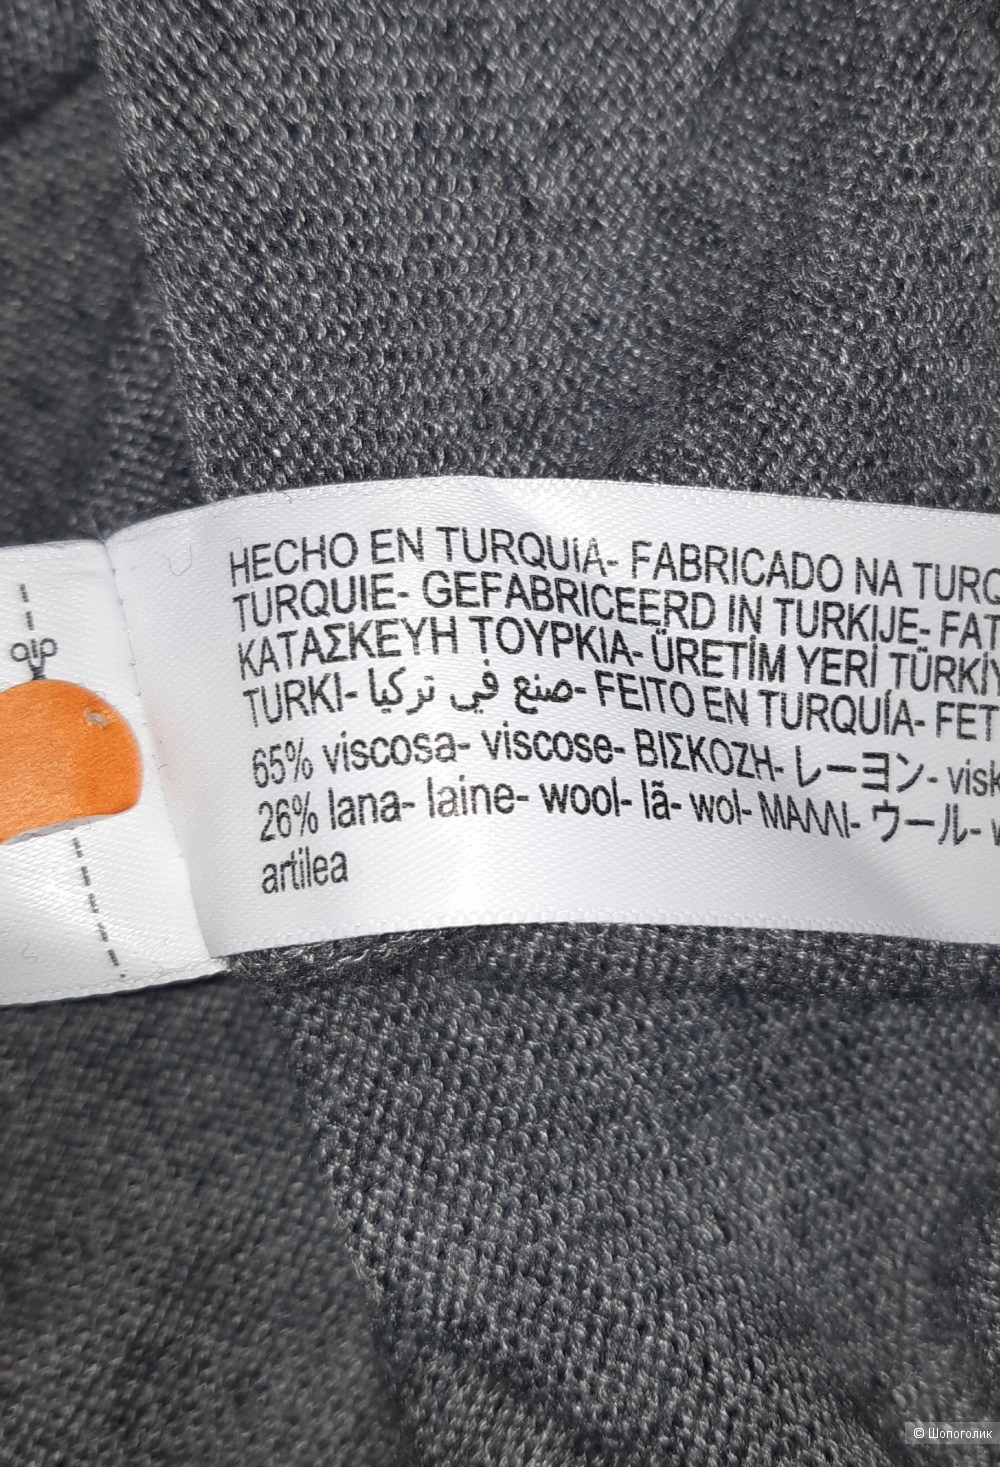 HECHO EN TURQUIA- FABRICADO NA TURQ
TURQUIE- GEFABRICEERD IN TURKIJE- FAT
ΚΑΤΑΣΚΕΥΗ ΤΟΥΡΚΙΑ- ÜRETİM YERİ TÜRKİY
TURKI- صنع في تركيا- FEITO EN TURQUÍA- FET
65% viscosa- viscose- ΒΙΣΚΟΖΗ- レーヨン- visk
26% lana- laine- wool- lã- wol- ΜΑΛΛΙ- ウール- w
artilea
© Шопоголик